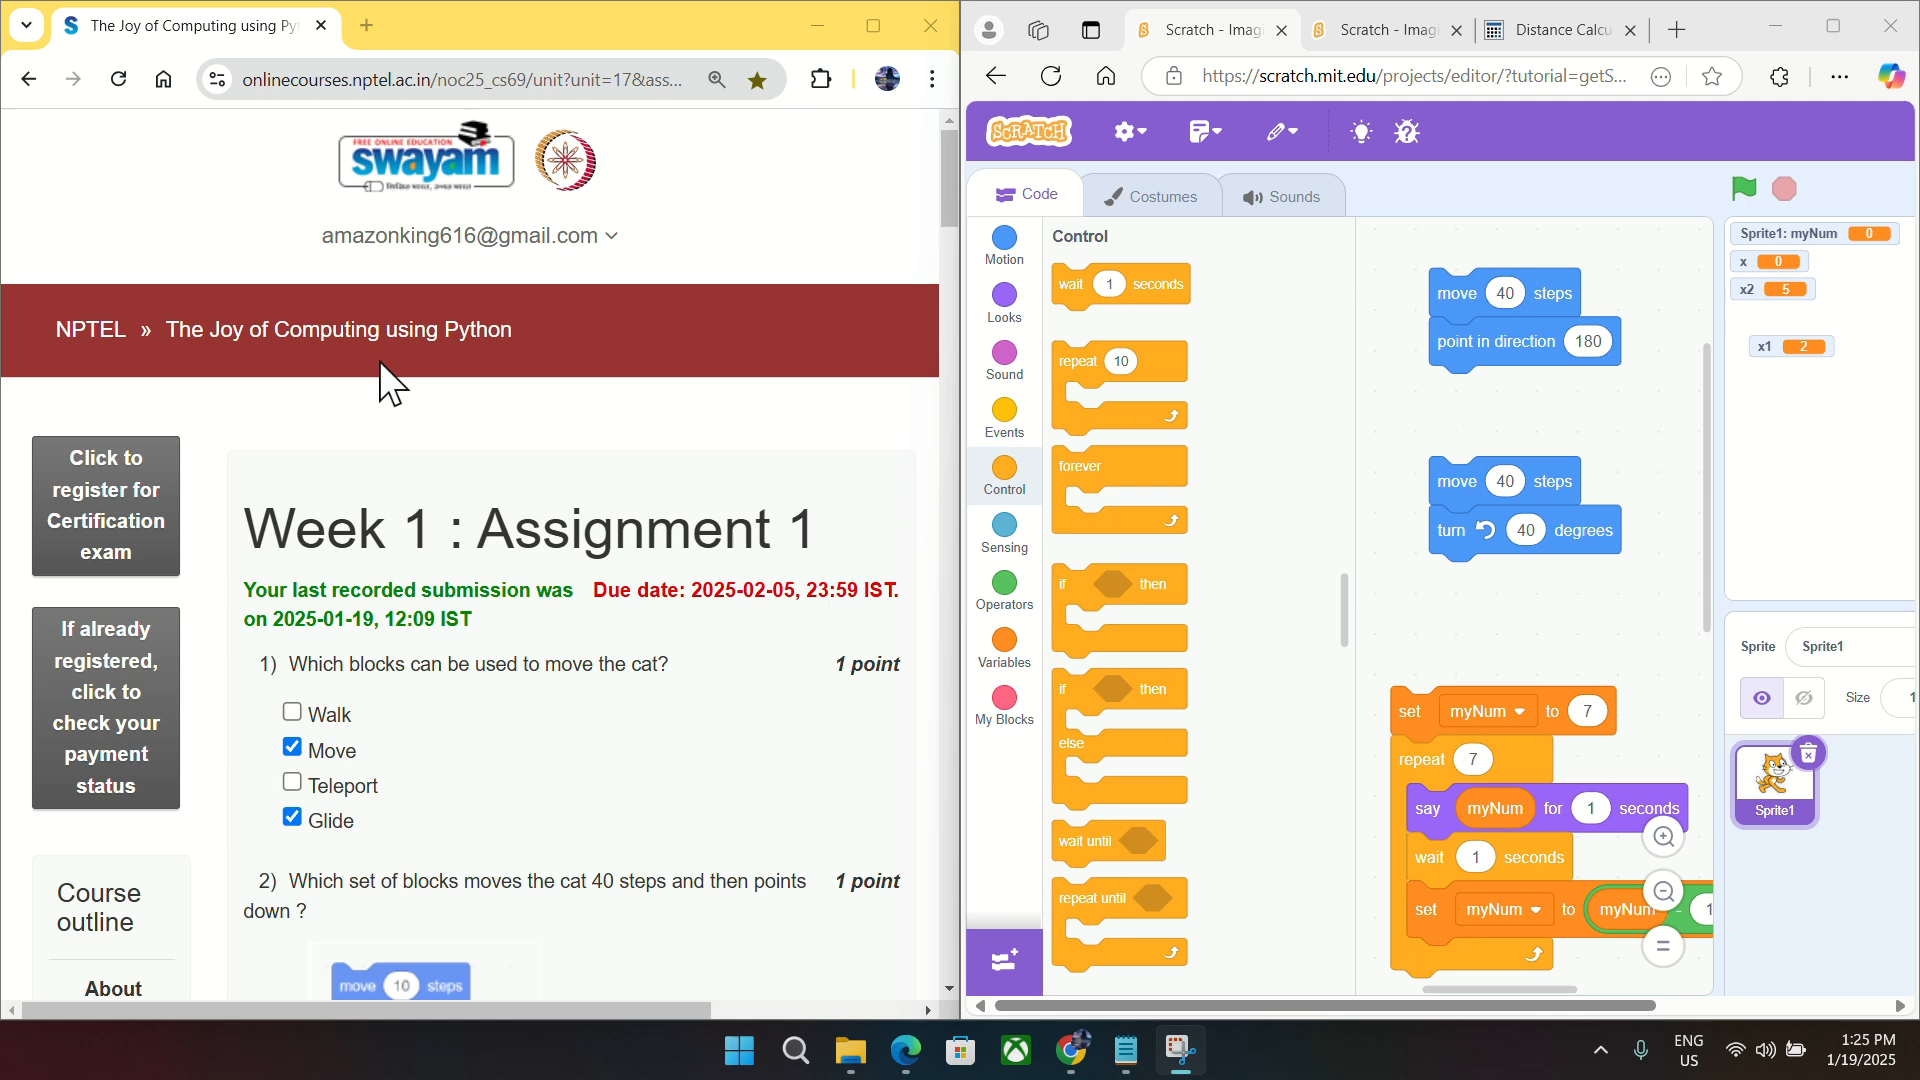 The Joy of Computing using Py
onlinecourses.nptel.ac.in/noc25_cs69/unit?unit=17&ass...
FREE ONLINE EDUCATION
swayam
amazonking616@gmail.com
NPTEL » The Joy of Computing using Python
Click to
register for
Certification
exam
If already
registered,
click to
check your
payment
status
Course
outline
About
Week 1 : Assignment 1
Your last recorded submission was
on 2025-01-19, 12:09 IST
Due date: 2025-02-05, 23:59 IST.
1) Which blocks can be used to move the cat?
1 point
Walk
Move
Teleport
Glide
2) Which set of blocks moves the cat 40 steps and then points
down ?
1 point
move 10 steps
Scratch - Imag
Scratch - Imag
Distance Calcu
https://scratch.mit.edu/projects/editor/?tutorial=getS...
SCRATCH
Code
Costumes
Sounds
Motion
Looks
Sound
Events
Control
Sensing
Operators
Variables
My Blocks
Control
wait 1 seconds
repeat 10
forever
if then
if then
else
wait until
repeat until
move 40 steps
point in direction 180
move 40 steps
turn 40 degrees
set myNum to 7
repeat 7
say myNum for 1 seconds
wait 1 seconds
set myNum to myNum - 1
Sprite1: myNum 0
x 0
x2 5
x1 2
Sprite Sprite1
Size 1
Sprite1
ENG
US
1:25 PM
1/19/2025